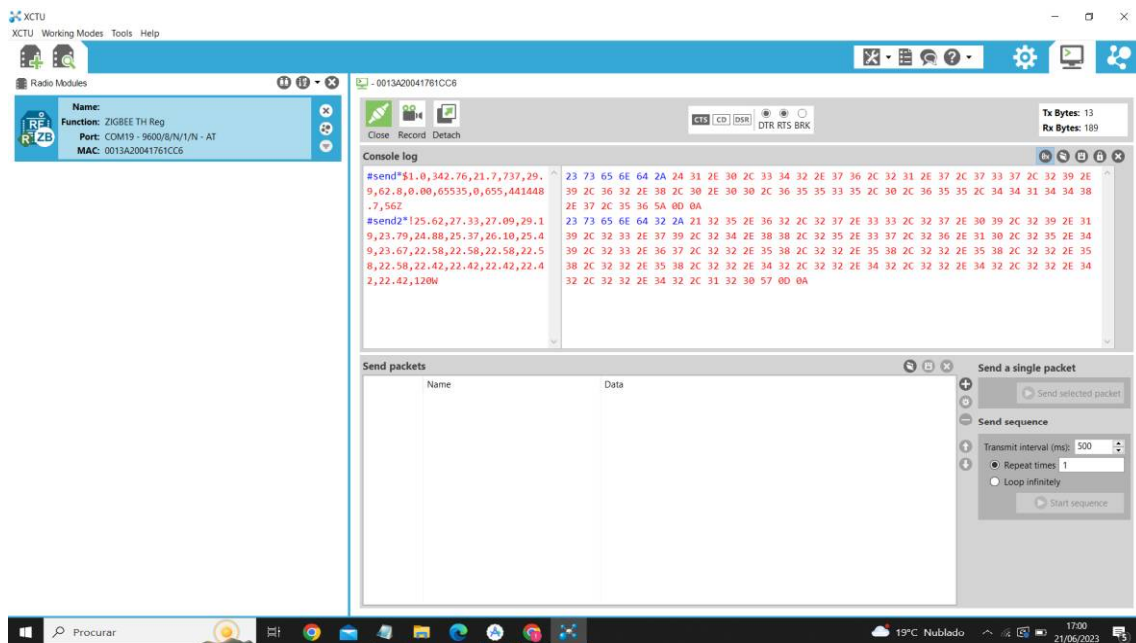 XCTU
XCTU Working Modes Tools Help
Radio Modules
Name:
Function: ZIGBEE TH Reg
Port: COM19 - 9600/8/N/1/N - AT
MAC: 0013A20041761CC6
- 0013A20041761CC6
Close Record Detach
CTS CD DSR DTR RTS BRK
Tx Bytes: 13
Rx Bytes: 189
Console log
#send*$1.0,342.76,21.7,737,29.
9,62.8,0.00,65535,0,655,441448
.7,56Z
#send2*!25.62,27.33,27.09,29.1
9,23.79,24.88,25.37,26.10,25.4
9,23.67,22.58,22.58,22.58,22.5
8,22.58,22.42,22.42,22.42,22.4
2,22.42,120W
23 73 65 6E 64 2A 24 31 2E 30 2C 33 34 32 2E 37 36 2C 32 31 2E 37 2C 37 33 37 2C 32 39 2E
39 2C 36 32 2E 38 2C 30 2E 30 30 2C 36 35 35 33 35 2C 30 2C 36 35 35 2C 34 34 31 34 34 38
2E 37 2C 35 36 5A 0D 0A
23 73 65 6E 64 32 2A 21 32 35 2E 36 32 2C 32 37 2E 33 33 2C 32 37 2E 30 39 2C 32 39 2E 31
39 2C 32 33 2E 37 39 2C 32 34 2E 38 38 2C 32 35 2E 33 37 2C 32 36 2E 31 30 2C 32 35 2E 34
39 2C 32 33 2E 36 37 2C 32 32 2E 35 38 2C 32 32 2E 35 38 2C 32 32 2E 35 38 2C 32 32 2E 35
38 2C 32 32 2E 35 38 2C 32 32 2E 34 32 2C 32 32 2E 34 32 2C 32 32 2E 34 32 2C 32 32 2E 34
32 2C 32 32 2E 34 32 2C 31 32 30 57 0D 0A
Send packets
Name Data
Send a single packet
Send selected packet
Send sequence
Transmit interval (ms): 500
Repeat times 1
Loop infinitely
Start sequence
Procurar
19°C Nublado
17:00
21/06/2023